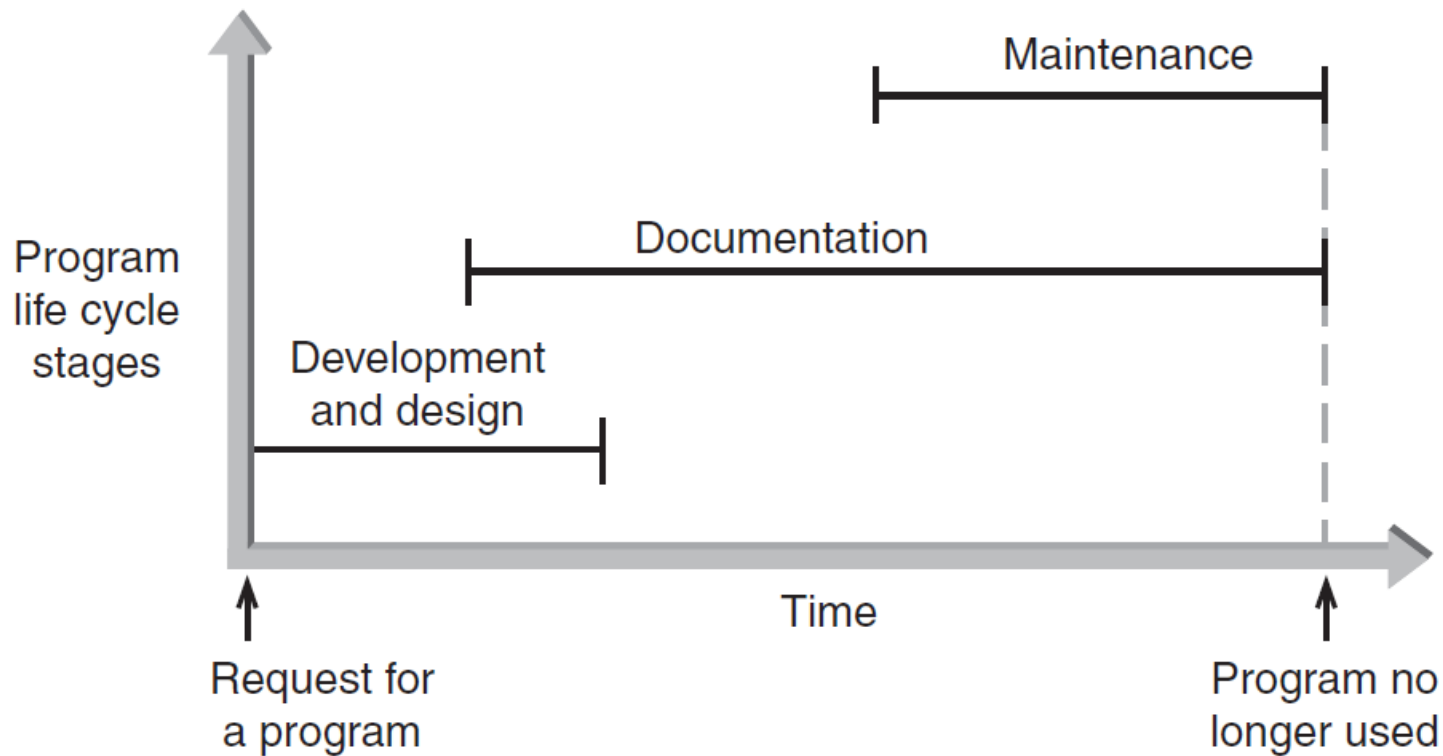 Maintenance
Documentation
Program
life cycle
stages
Development
and design
Time
Request for
a program
Program no
longer used